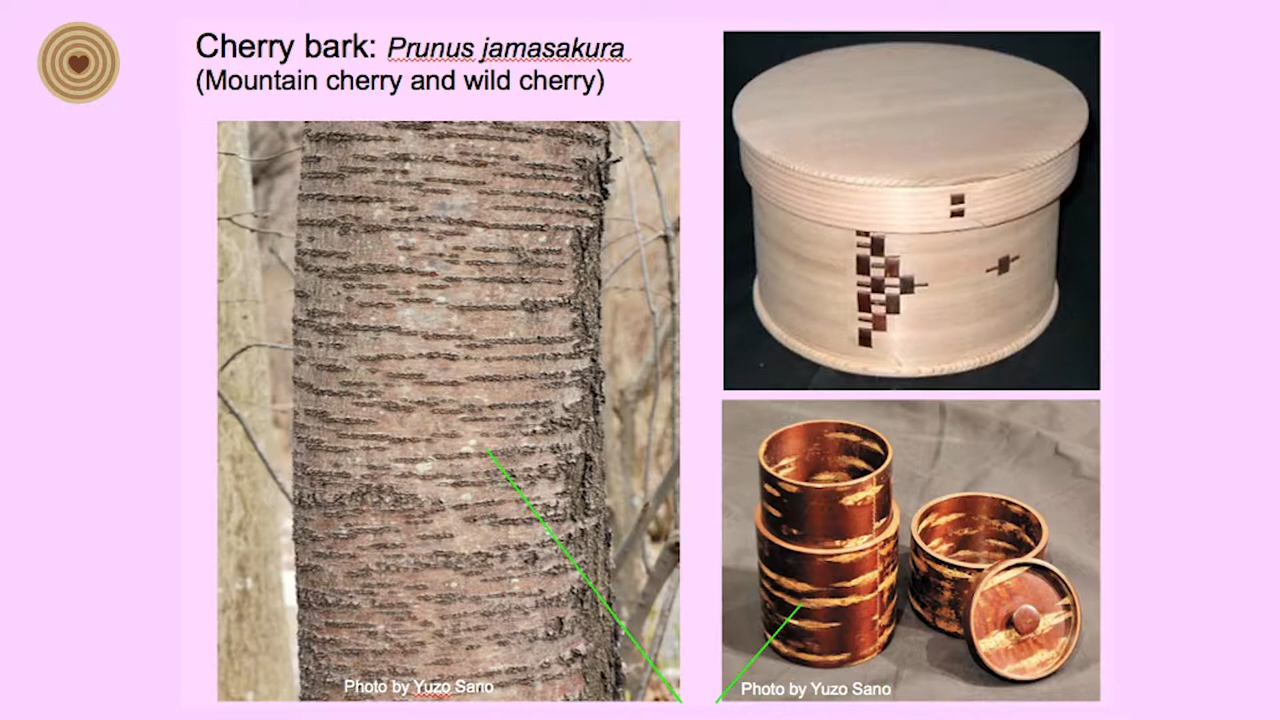 Cherry bark: Prunus jamasakura
(Mountain cherry and wild cherry)
Photo by Yuzo Sano
Photo by Yuzo Sano